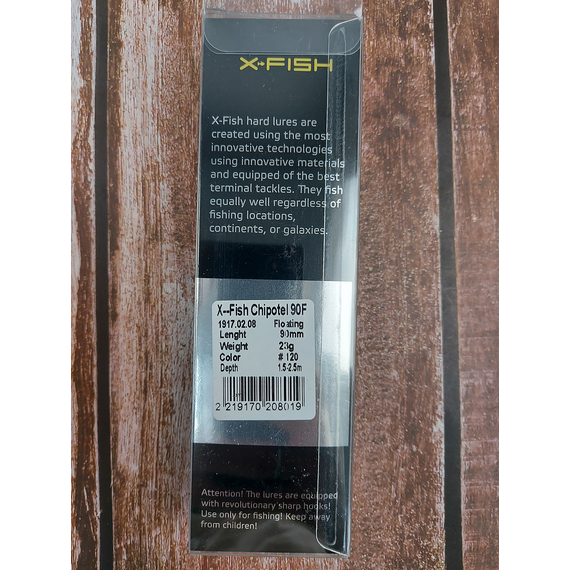 X-FISH
X-Fish hard lures are
created using the most
innovative technologies
using innovative materials
and equipped of the best
terminal tackles. They fish
equally well regardless of
fishing locations,
continents, or galaxies.
X--Fish Chipotel 90F
1917.02.08 Floating
Lenght 90mm
Weight 23g
Color # 120
Depth 1.5-2.5m
2 219170 208019
Attention! The lures are equipped
with revolutionary sharp hooks!
Use only for fishing! Keep away
from children!